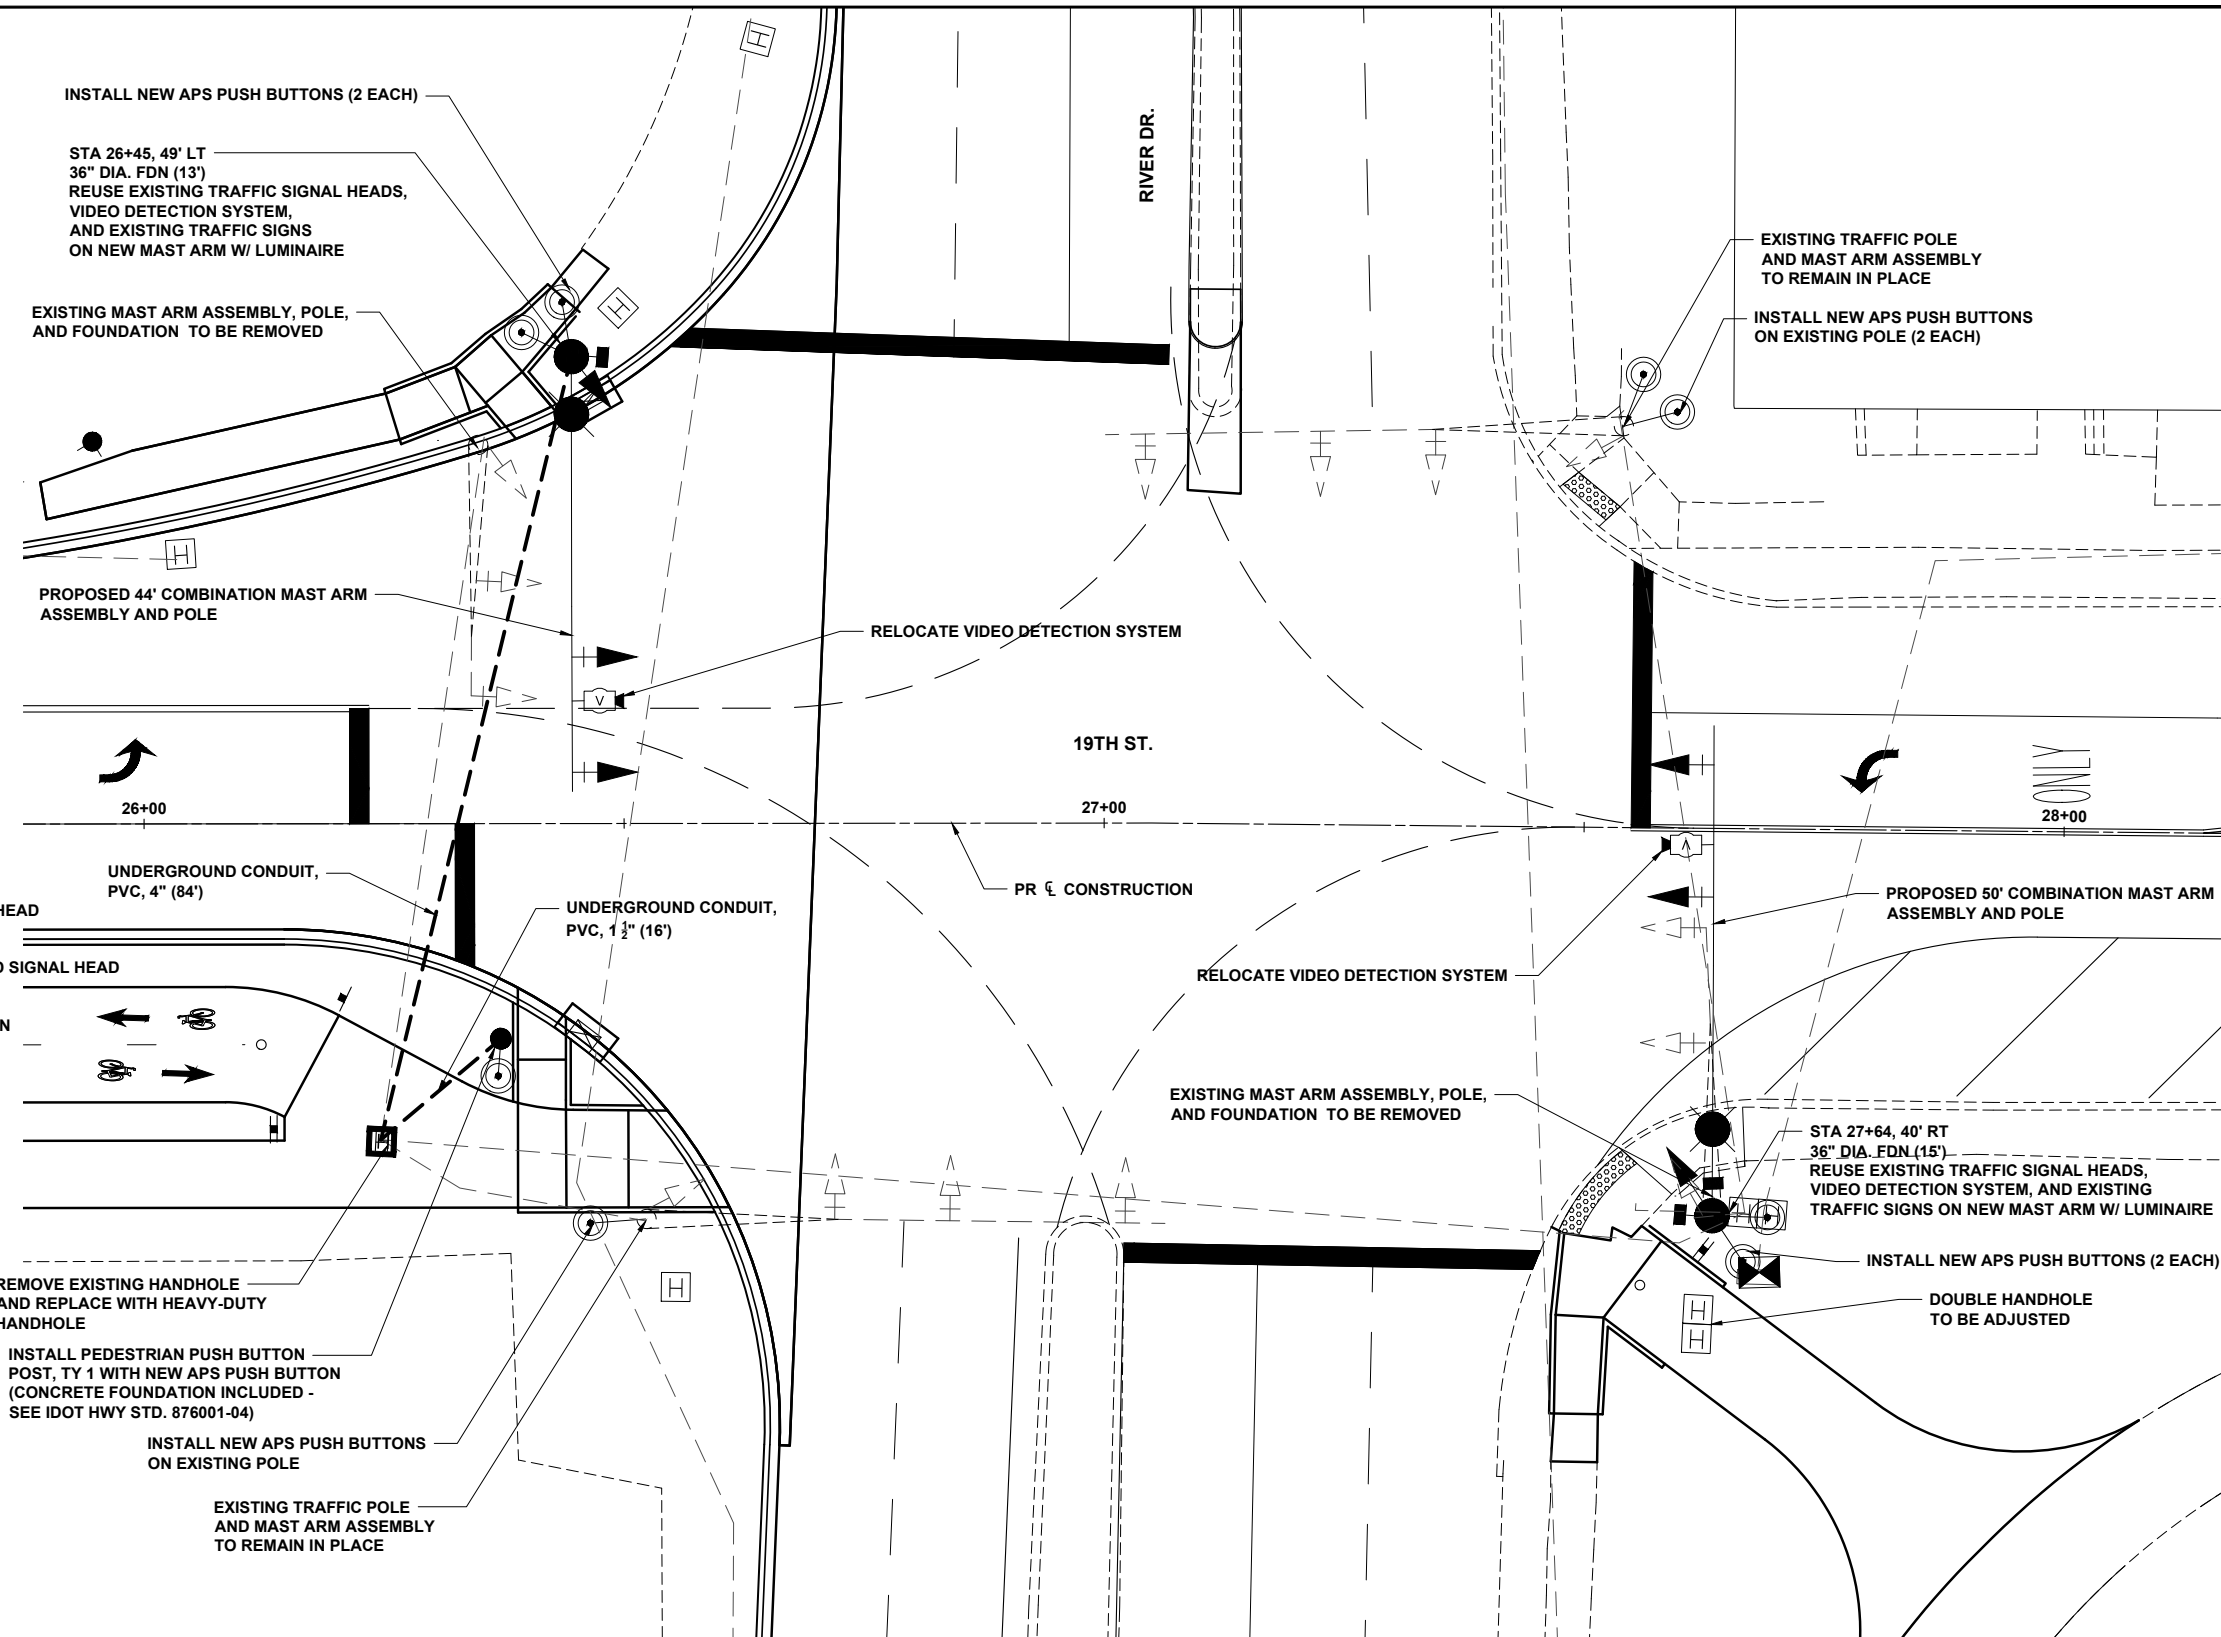 INSTALL NEW APS PUSH BUTTONS (2 EACH)
STA 26+45, 49' LT
36" DIA. FDN (13')
REUSE EXISTING TRAFFIC SIGNAL HEADS,
VIDEO DETECTION SYSTEM,
AND EXISTING TRAFFIC SIGNS
ON NEW MAST ARM W/ LUMINAIRE
EXISTING MAST ARM ASSEMBLY, POLE,
AND FOUNDATION TO BE REMOVED
RIVER DR.
EXISTING TRAFFIC POLE
AND MAST ARM ASSEMBLY
TO REMAIN IN PLACE
INSTALL NEW APS PUSH BUTTONS
ON EXISTING POLE (2 EACH)
H
H
H
PROPOSED 44' COMBINATION MAST ARM
ASSEMBLY AND POLE
RELOCATE VIDEO DETECTION SYSTEM
V
19TH ST.
ONLY
26+00
27+00
28+00
V
UNDERGROUND CONDUIT,
PVC, 4" (84')
UNDERGROUND CONDUIT,
PVC, 1 1/2" (16')
PR ℄ CONSTRUCTION
PROPOSED 50' COMBINATION MAST ARM
ASSEMBLY AND POLE
HEAD
SIGNAL HEAD
N
RELOCATE VIDEO DETECTION SYSTEM
EXISTING MAST ARM ASSEMBLY, POLE,
AND FOUNDATION TO BE REMOVED
STA 27+64, 40' RT
36" DIA. FDN (15')
REUSE EXISTING TRAFFIC SIGNAL HEADS,
VIDEO DETECTION SYSTEM, AND EXISTING
TRAFFIC SIGNS ON NEW MAST ARM W/ LUMINAIRE
H
H
H
INSTALL NEW APS PUSH BUTTONS (2 EACH)
DOUBLE HANDHOLE
TO BE ADJUSTED
H
H
REMOVE EXISTING HANDHOLE
AND REPLACE WITH HEAVY-DUTY
HANDHOLE
INSTALL PEDESTRIAN PUSH BUTTON
POST, TY 1 WITH NEW APS PUSH BUTTON
(CONCRETE FOUNDATION INCLUDED -
SEE IDOT HWY STD. 876001-04)
INSTALL NEW APS PUSH BUTTONS
ON EXISTING POLE
EXISTING TRAFFIC POLE
AND MAST ARM ASSEMBLY
TO REMAIN IN PLACE